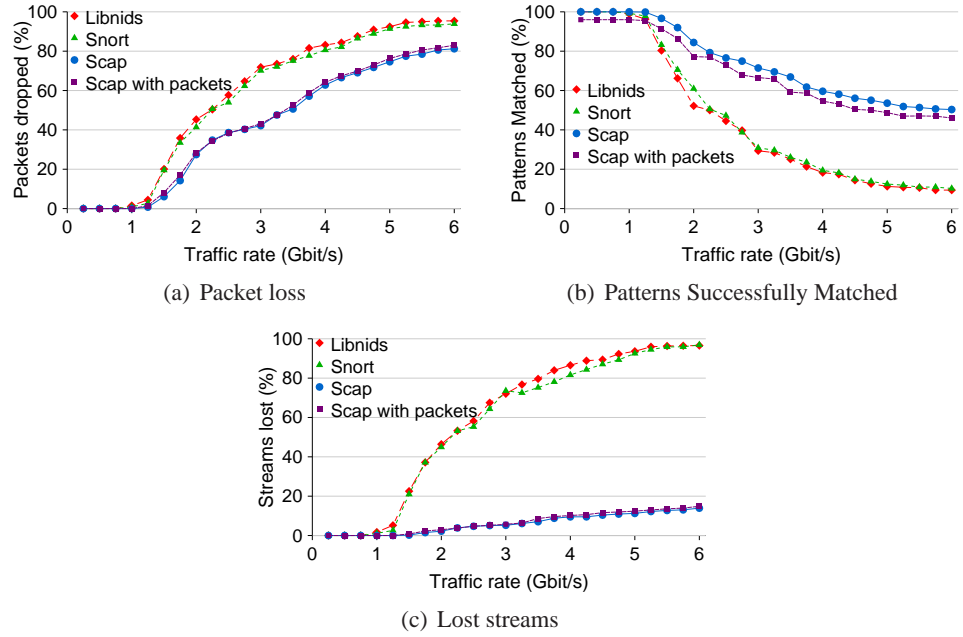 Packets dropped (%)
100
80
60
40
20
0
Libnids
Snort
Scap
Scap with packets
0 1 2 3 4 5 6
Traffic rate (Gbit/s)
(a) Packet loss
Patterns Matched (%)
100
80
60
40
20
0
Libnids
Snort
Scap
Scap with packets
0 1 2 3 4 5 6
Traffic rate (Gbit/s)
(b) Patterns Successfully Matched
Streams lost (%)
100
80
60
40
20
0
Libnids
Snort
Scap
Scap with packets
0 1 2 3 4 5 6
Traffic rate (Gbit/s)
(c) Lost streams